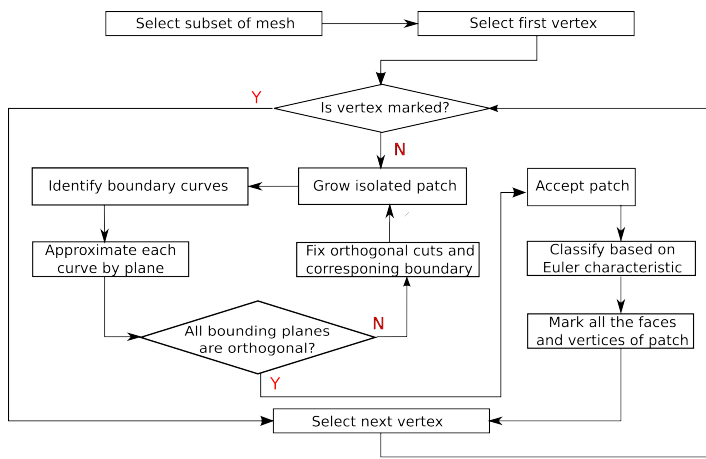 Select subset of mesh
Select first vertex
Y
Is vertex marked?
N
Identify boundary curves
Grow isolated patch
Accept patch
Approximate each
curve by plane
Fix orthogonal cuts and
corresponing boundary
Classify based on
Euler characteristic
All bounding planes
are orthogonal?
N
Mark all the faces
and vertices of patch
Y
Select next vertex